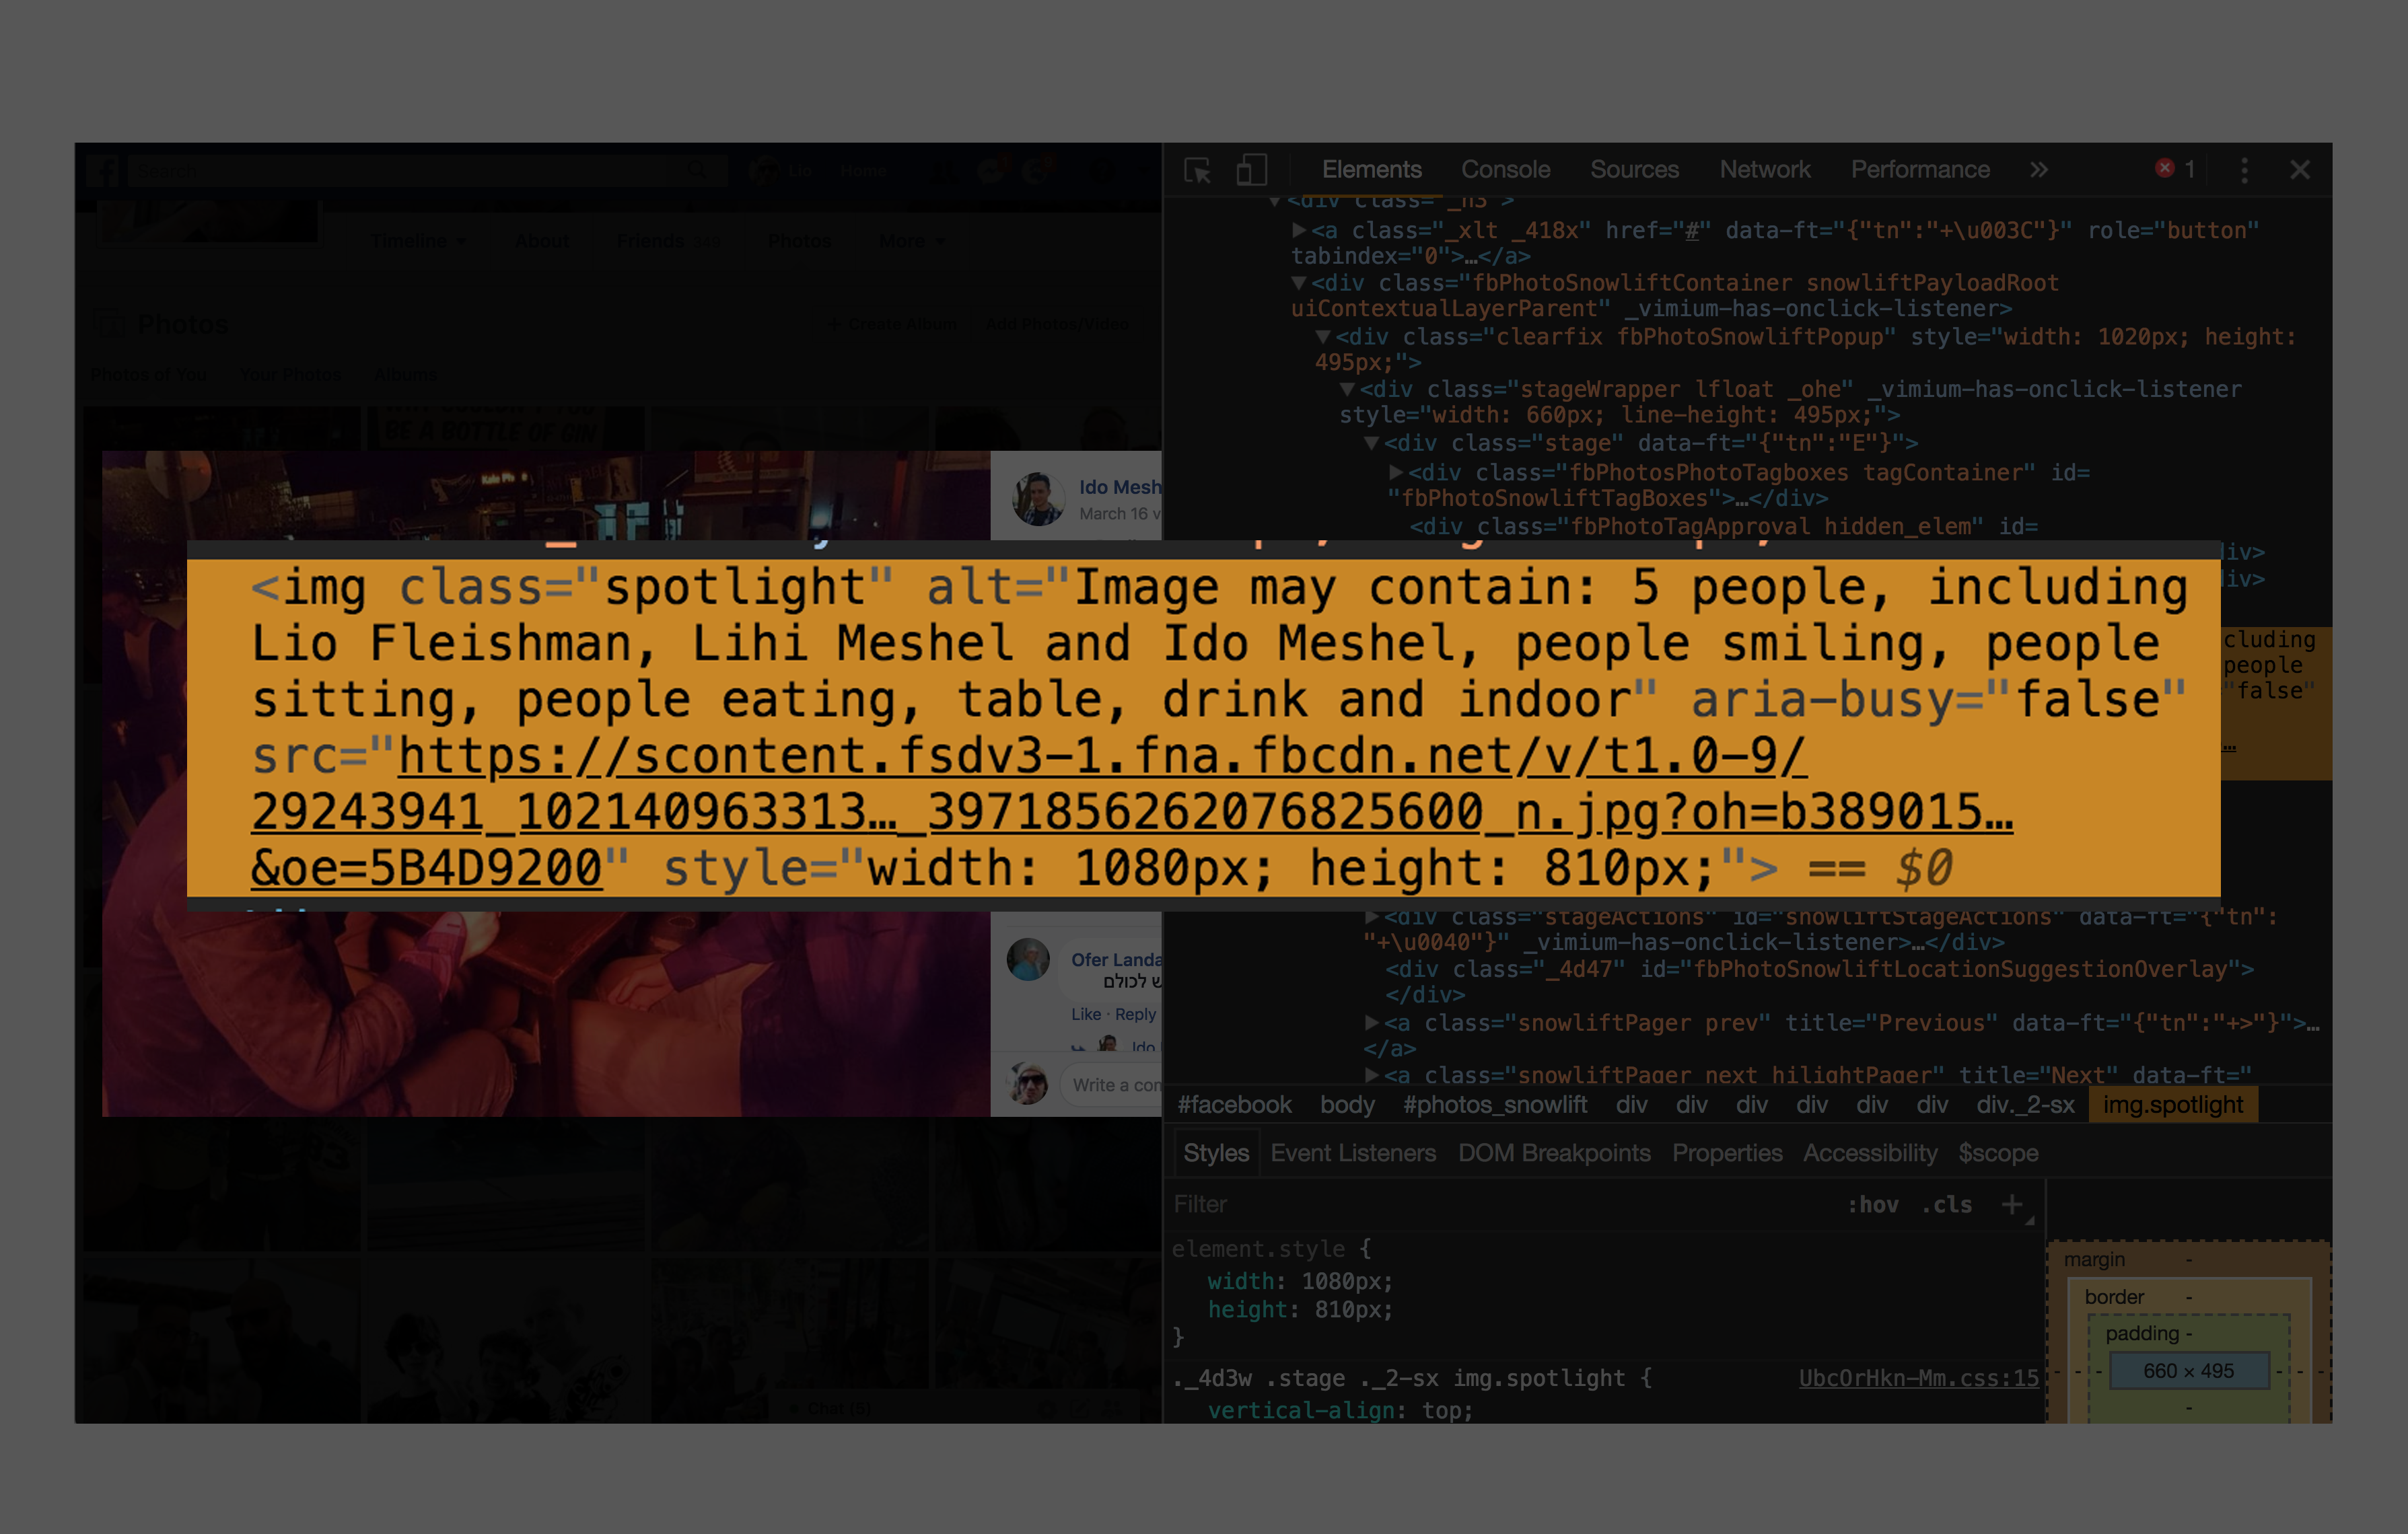 Search
Lio
Home
Timeline
About
Friends 549
Photos
More
Photos
+ Create Album
Add Photos/Video
Photos of You
Your Photos
Albums
BE A BOTTLE OF GIN
Ido Mesh
March 16
Ofer Landa
ש לכולם
Like · Reply
Ido
Write a con
Chat (5)
Elements
Console
Sources
Network
Performance
»
1
<div class="_n3">
<a class="_xlt _418x" href="#" data-ft="{"tn":"+\u003C"}" role="button"
tabindex="0">…</a>
<div class="fbPhotoSnowliftContainer snowliftPayloadRoot
uiContextualLayerParent" _vimium-has-onclick-listener>
<div class="clearfix fbPhotoSnowliftPopup" style="width: 1020px; height:
495px;">
<div class="stageWrapper lfloat _ohe" _vimium-has-onclick-listener
style="width: 660px; line-height: 495px;">
<div class="stage" data-ft="{"tn":"E"}">
<div class="fbPhotosPhotoTagboxes tagContainer" id=
"fbPhotoSnowliftTagBoxes">…</div>
<div class="fbPhotoTagApproval hidden_elem" id=
div>
div>
<img class="spotlight" alt="Image may contain: 5 people, including
Lio Fleishman, Lihi Meshel and Ido Meshel, people smiling, people
sitting, people eating, table, drink and indoor" aria-busy="false"
src="https://scontent.fsdv3-1.fna.fbcdn.net/v/t1.0-9/
29243941_102140963313…_3971856262076825600_n.jpg?oh=b389015…
&oe=5B4D9200" style="width: 1080px; height: 810px;"> == $0
cluding
people
"false"
…
<div class="stageActions" id="snowliftStageActions" data-ft="{"tn":
"+\u0040"}" _vimium-has-onclick-listener>…</div>
<div class="_4d47" id="fbPhotoSnowliftLocationSuggestionOverlay">
</div>
<a class="snowliftPager prev" title="Previous" data-ft="{"tn":"+>"}">…
</a>
<a class="snowliftPager next hilightPager" title="Next" data-ft="
#facebook body #photos_snowlift div div div div div div div._2-sx img.spotlight
Styles Event Listeners DOM Breakpoints Properties Accessibility $scope
Filter
:hov .cls +
element.style {
width: 1080px;
height: 810px;
}
._4d3w .stage ._2-sx img.spotlight {
UbcOrHkn-Mm.css:15
vertical-align: top;
margin -
border -
padding -
660 × 495